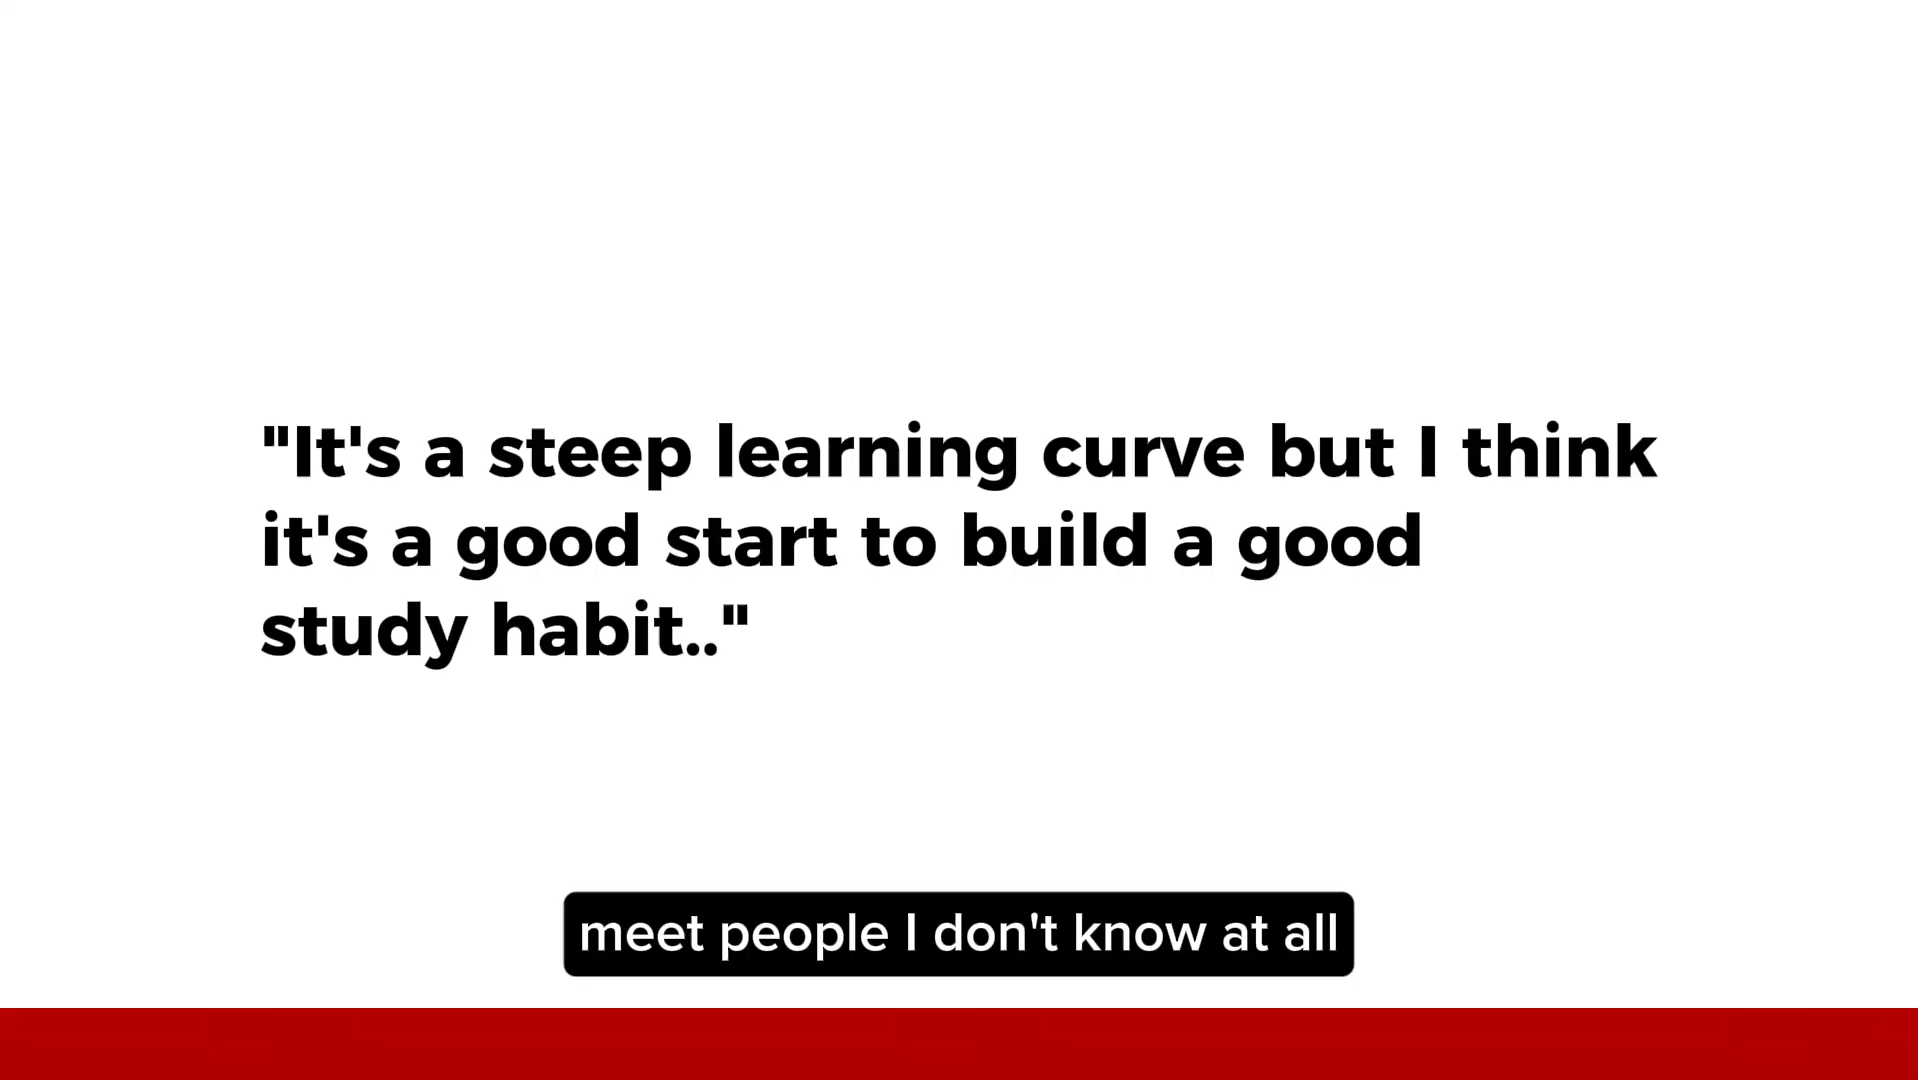 "It's a steep learning curve but I think
it's a good start to build a good
study habit.."
meet people I don't know at all